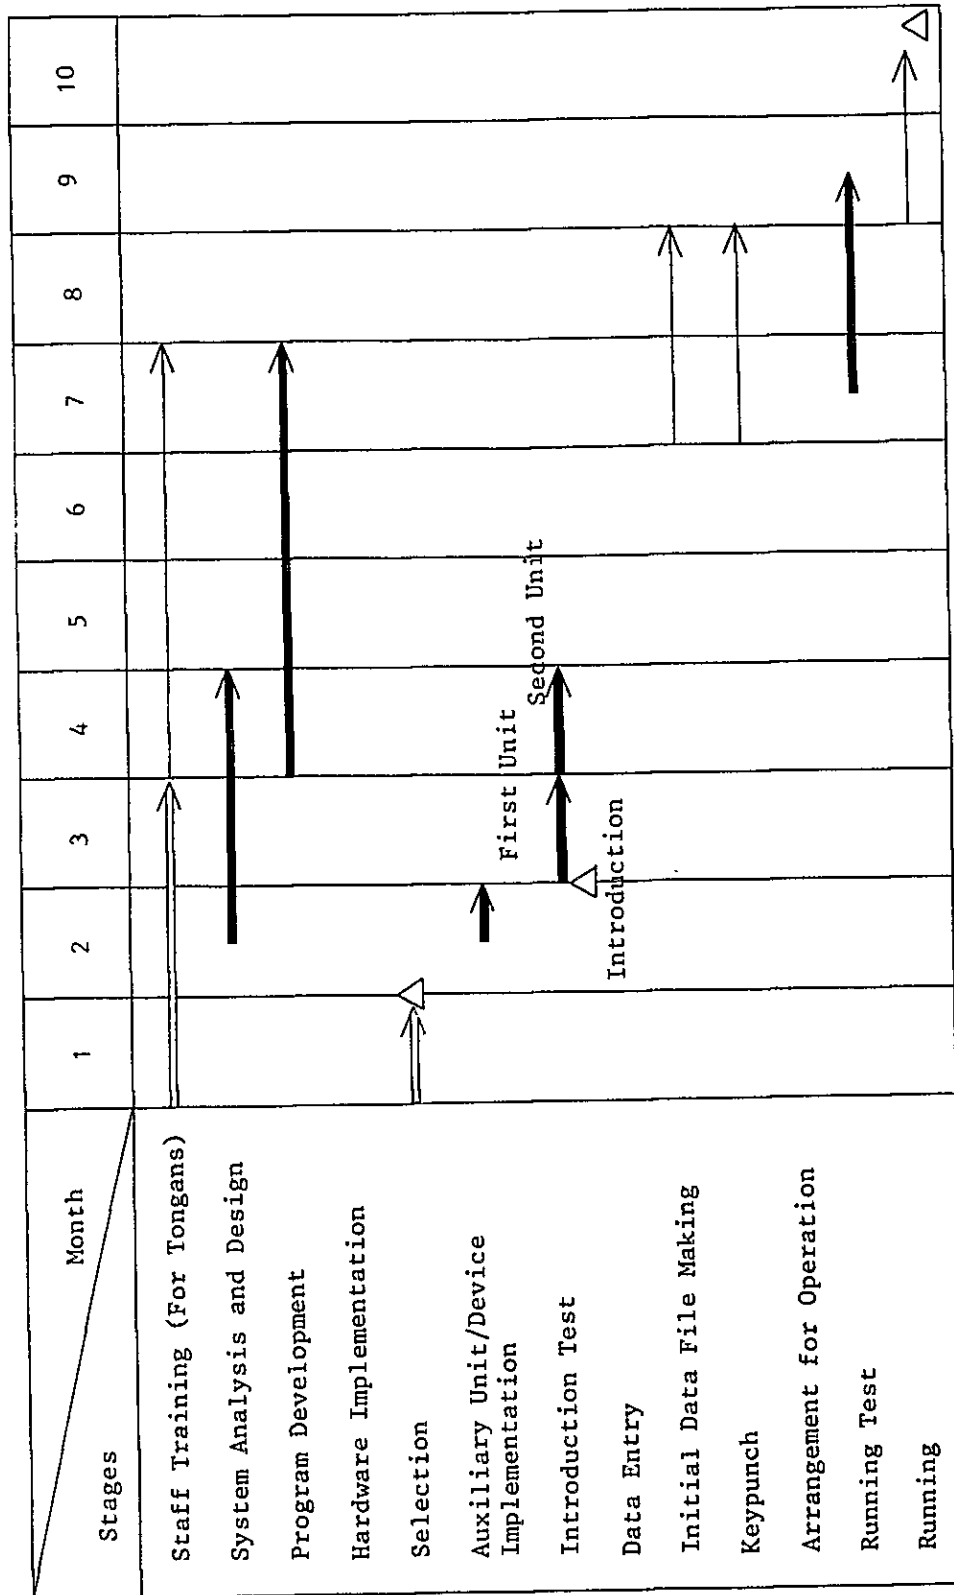 Stages
Month
1
2
3
4
5
6
7
8
9
10
Staff Training (For Tongans)
System Analysis and Design
Program Development
Hardware Implementation
Selection
Auxiliary Unit/Device
Implementation
First Unit
Second Unit
Introduction Test
Introduction
Data Entry
Initial Data File Making
Keypunch
Arrangement for Operation
Running Test
Running